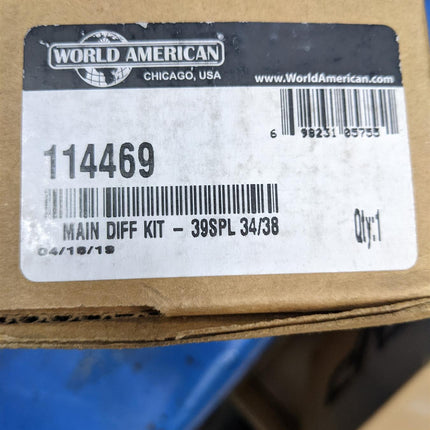 WORLD AMERICAN
CHICAGO, USA
www.WorldAmerican.com
6 98231 05755
114469
MAIN DIFF KIT - 39SPL 34/38
04/16/19
Qty:1